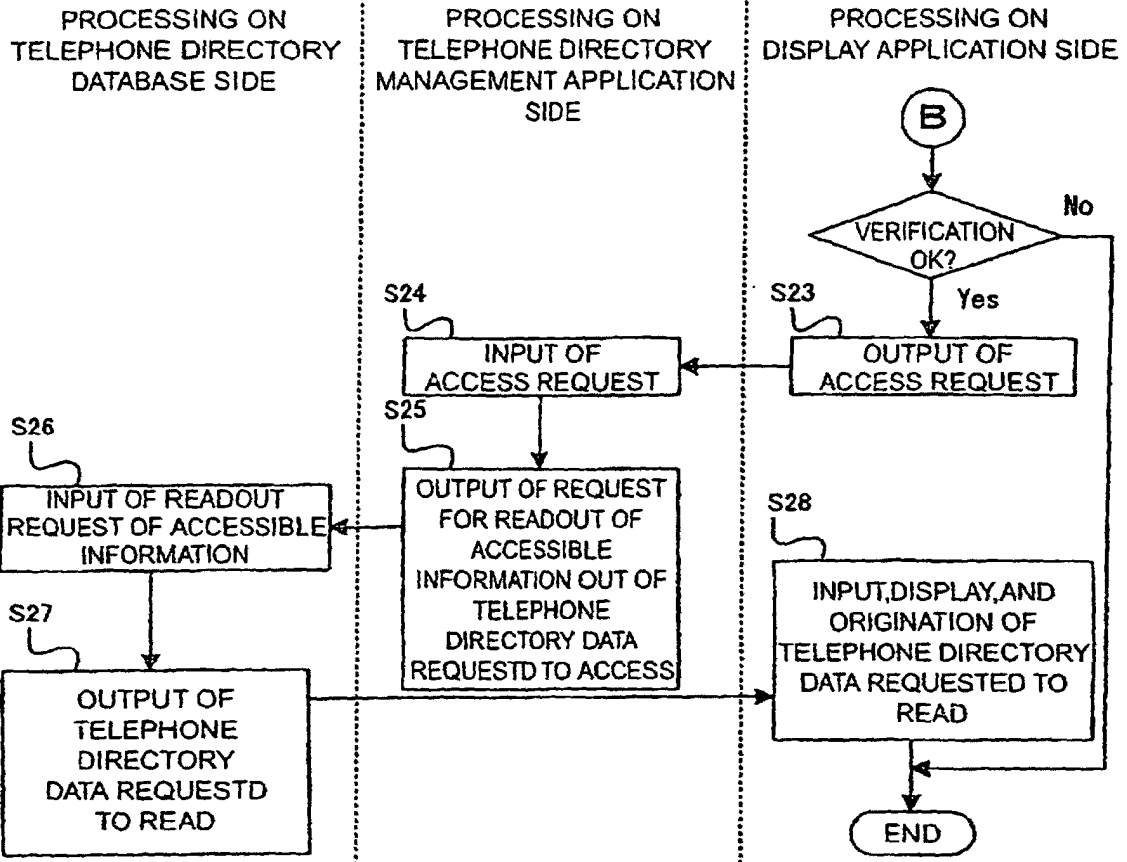 PROCESSING ON
TELEPHONE DIRECTORY
DATABASE SIDE
PROCESSING ON
TELEPHONE DIRECTORY
MANAGEMENT APPLICATION
SIDE
PROCESSING ON
DISPLAY APPLICATION SIDE
B
VERIFICATION
OK?
No
Yes
S23
OUTPUT OF
ACCESS REQUEST
S24
INPUT OF
ACCESS REQUEST
S25
OUTPUT OF REQUEST
FOR READOUT OF
ACCESSIBLE
INFORMATION OUT OF
TELEPHONE
DIRECTORY DATA
REQUESTD TO ACCESS
S26
INPUT OF READOUT
REQUEST OF ACCESSIBLE
INFORMATION
S27
OUTPUT OF
TELEPHONE
DIRECTORY
DATA REQUESTD
TO READ
S28
INPUT,DISPLAY,AND
ORIGINATION OF
TELEPHONE DIRECTORY
DATA REQUESTED TO
READ
END